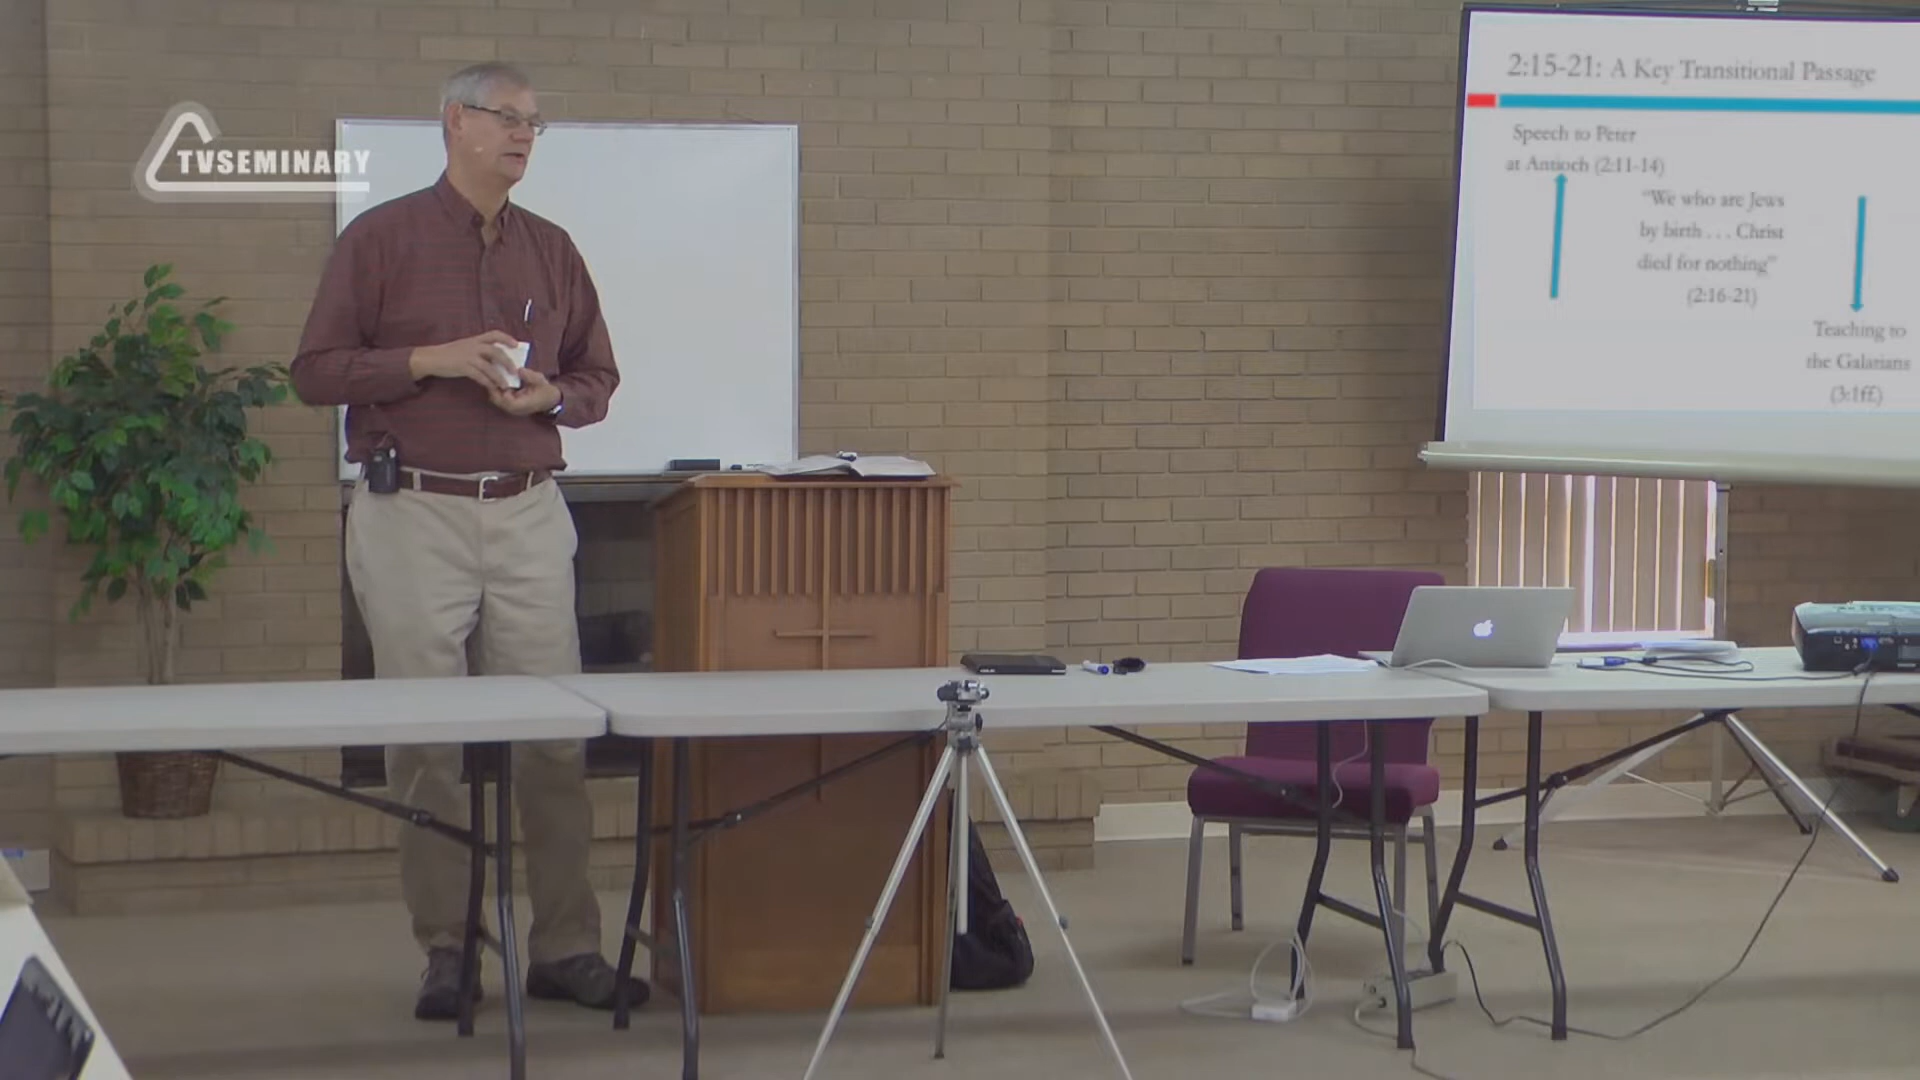 TVSEMINARY
2:15-21: A Key Transitional Passage
Speech to Peter
at Antioch (2:11-14)
"We who are Jews
by birth . . . Christ
died for nothing"
(2:16-21)
Teaching to
the Galatians
(3:1ff.)